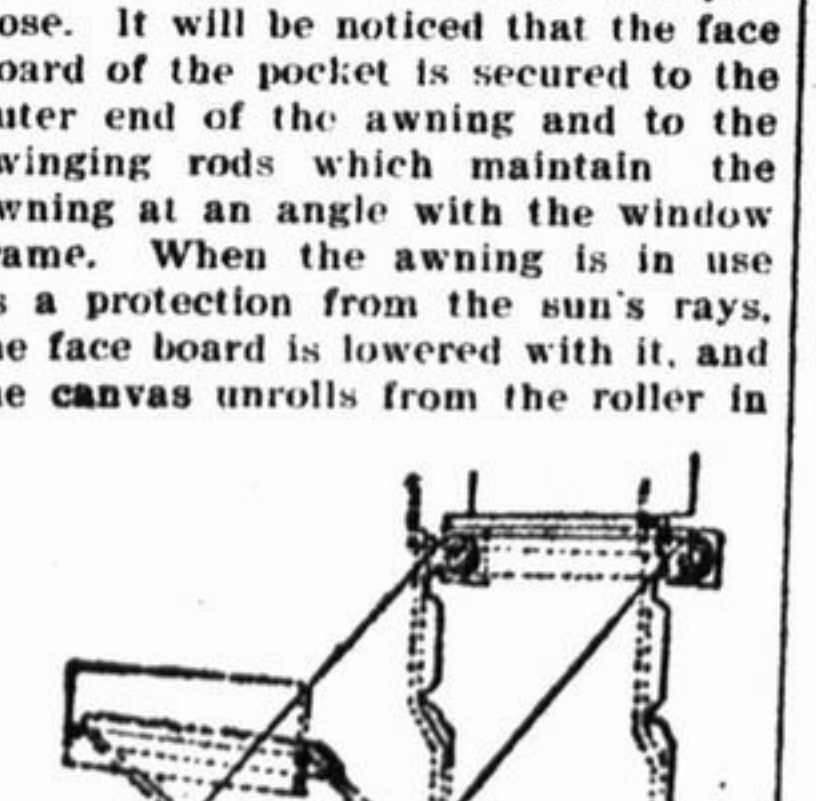 ose. It will be noticed that the face
oard of the pocket is secured to the
uter end of the awning and to the
winging rods which maintain the
wning at an angle with the window
rame. When the awning is in use
s a protection from the sun's rays,
he face board is lowered with it, and
he canvas unrolls from the roller in